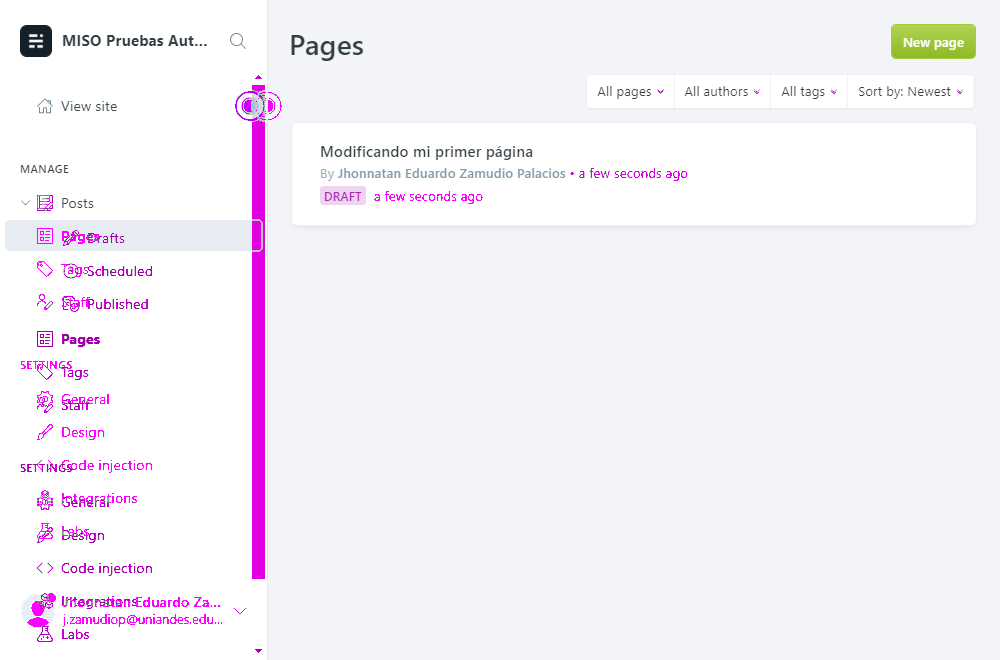 MISO Pruebas Aut...
View site
MANAGE
Posts
Pages
Drafts
Tags
Scheduled
Staff
Published
Pages
SETTINGS
Tags
General
Staff
Design
Code injection
SETTINGS
Integrations
General
Labs
Design
Code injection
Integrations
Jhonnatan Eduardo Za...
j.zamudiop@uniandes.edu...
Labs
Pages
New page
All pages
All authors
All tags
Sort by: Newest
Modificando mi primer página
By Jhonnatan Eduardo Zamudio Palacios • a few seconds ago
DRAFT a few seconds ago